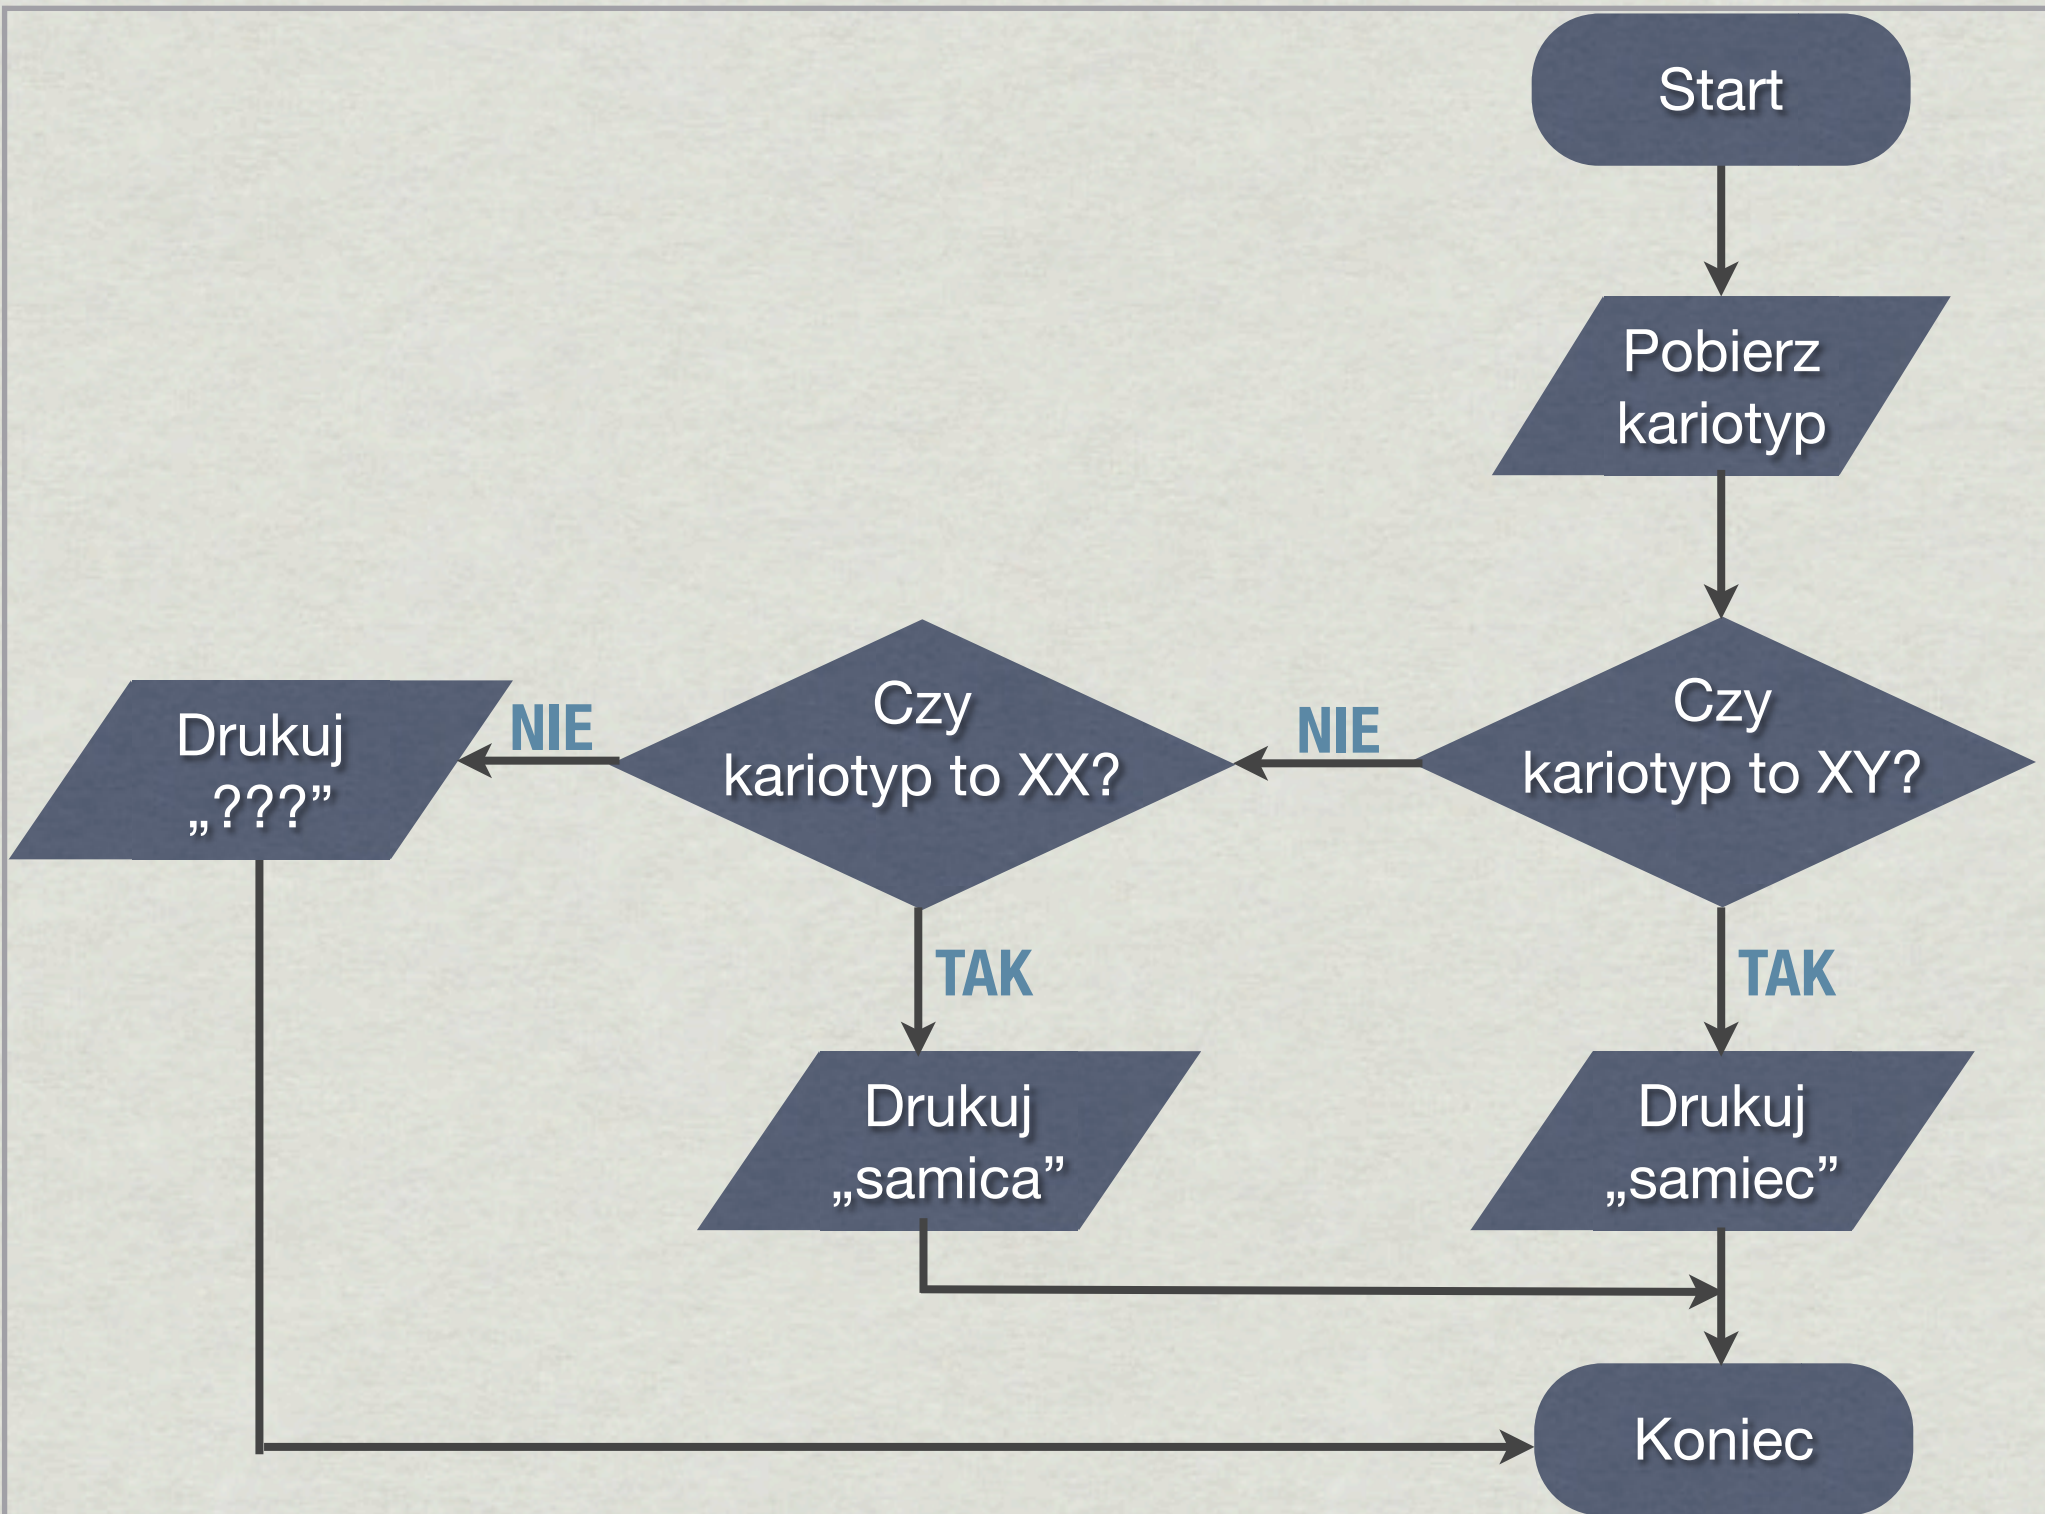 Start
Pobierz
kariotyp
Czy
kariotyp to XY?
NIE
Czy
kariotyp to XX?
NIE
Drukuj
„???”
TAK
TAK
Drukuj
„samica”
Drukuj
„samiec”
Koniec